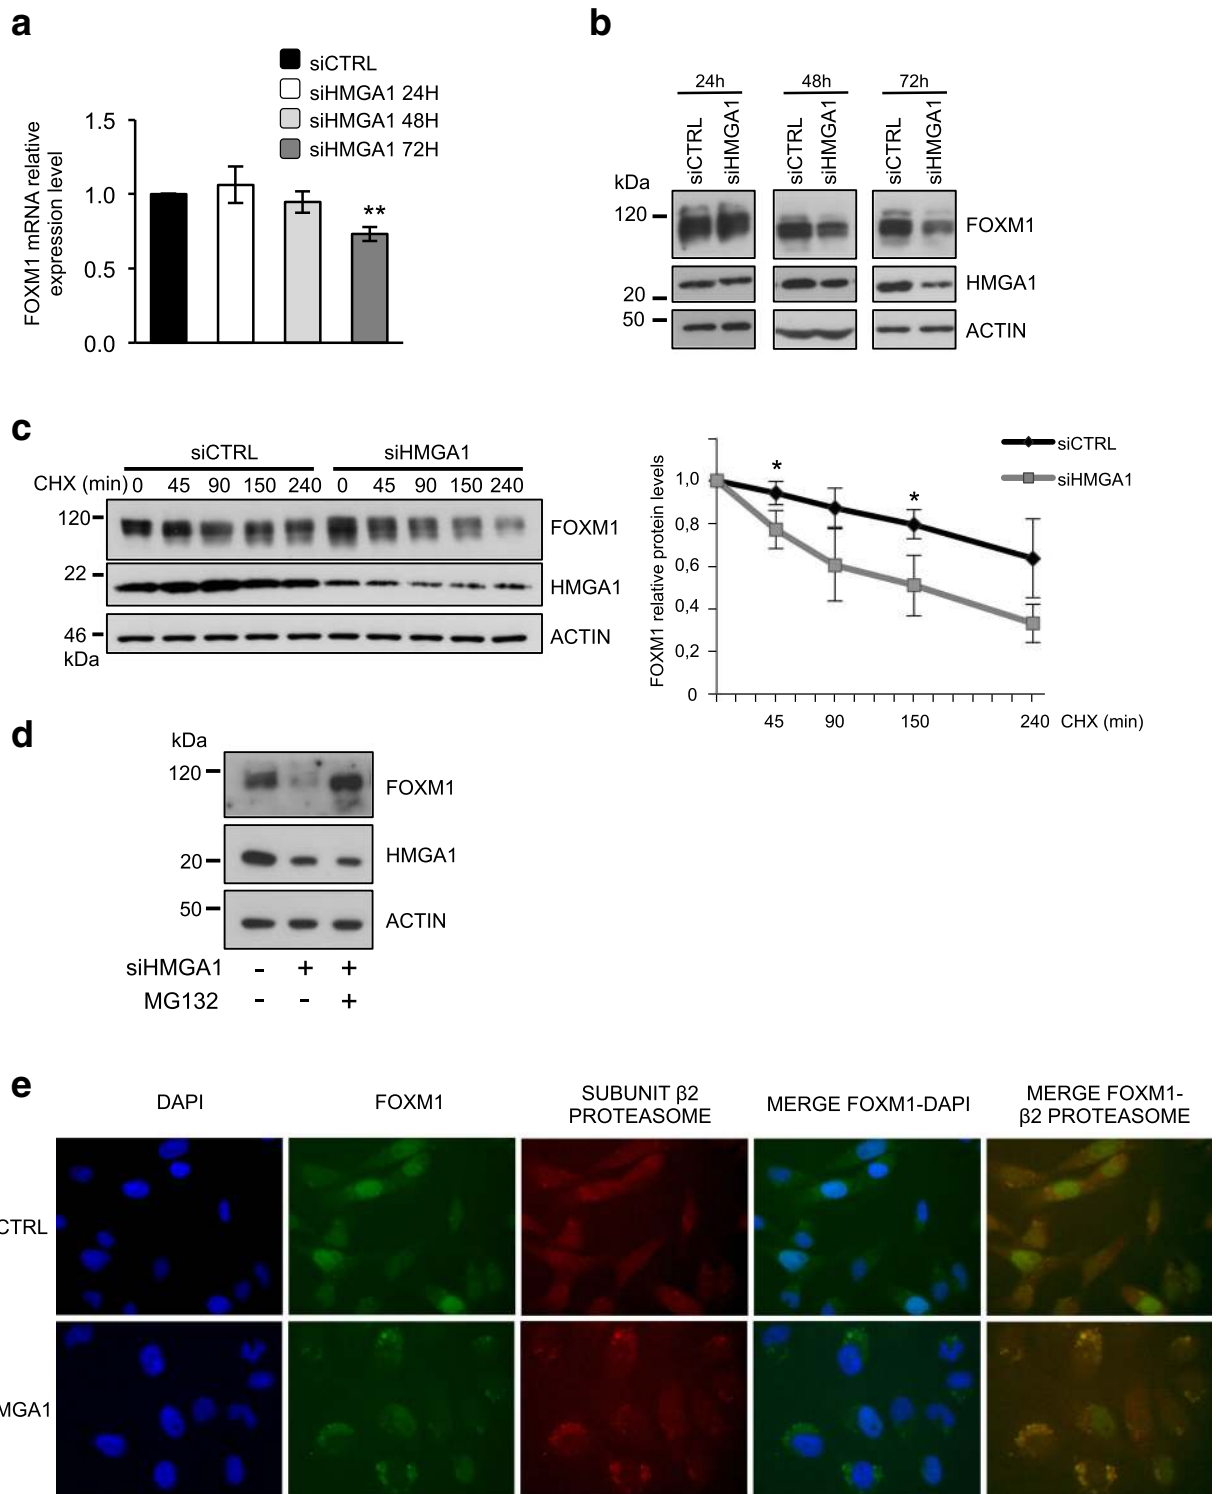 a
siCTRL
siHMGA1 24H
siHMGA1 48H
siHMGA1 72H
FOXM1 mRNA relative
expression level
1.5
1.0
0.5
0.0
**
b
24h 48h 72h
siCTRL siHMGA1 siCTRL siHMGA1 siCTRL siHMGA1
kDa
120 FOXM1
HMGA1
20
50
ACTIN
c
siCTRL siHMGA1
CHX (min) 0 45 90 150 240 0 45 90 150 240
120 FOXM1
22
HMGA1
46 ACTIN
kDa
siCTRL
siHMGA1
FOXM1 relative protein levels
1,0
0,8
0,6
0,4
0,2
0
* *
45 90 150 240 CHX (min)
d
kDa
120 FOXM1
20 HMGA1
50 ACTIN
siHMGA1 - + +
MG132 - - +
e
DAPI FOXM1 SUBUNIT β2 PROTEASOME MERGE FOXM1-DAPI MERGE FOXM1-β2 PROTEASOME
CTRL
MGA1